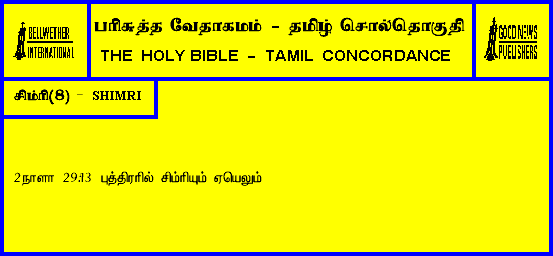 BELLWETHER
INTERNATIONAL
பரிசுத்த வேதாகமம் - தமிழ் சொல்தொகுதி
THE HOLY BIBLE - TAMIL CONCORDANCE
GOOD NEWS
PUBLISHERS
சிம்ரி(8) - SHIMRI
2நாளா 29:13 புத்திரரில் சிம்ரியும் ஏயெலும்